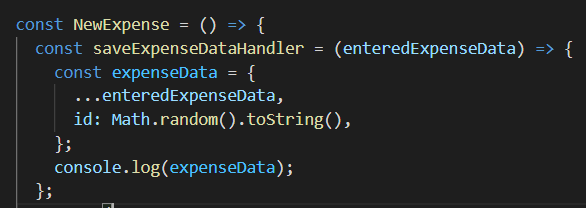 const NewExpense = () => {
  const saveExpenseDataHandler = (enteredExpenseData) => {
    const expenseData = {
      ...enteredExpenseData,
      id: Math.random().toString(),
    };
    console.log(expenseData);
  };